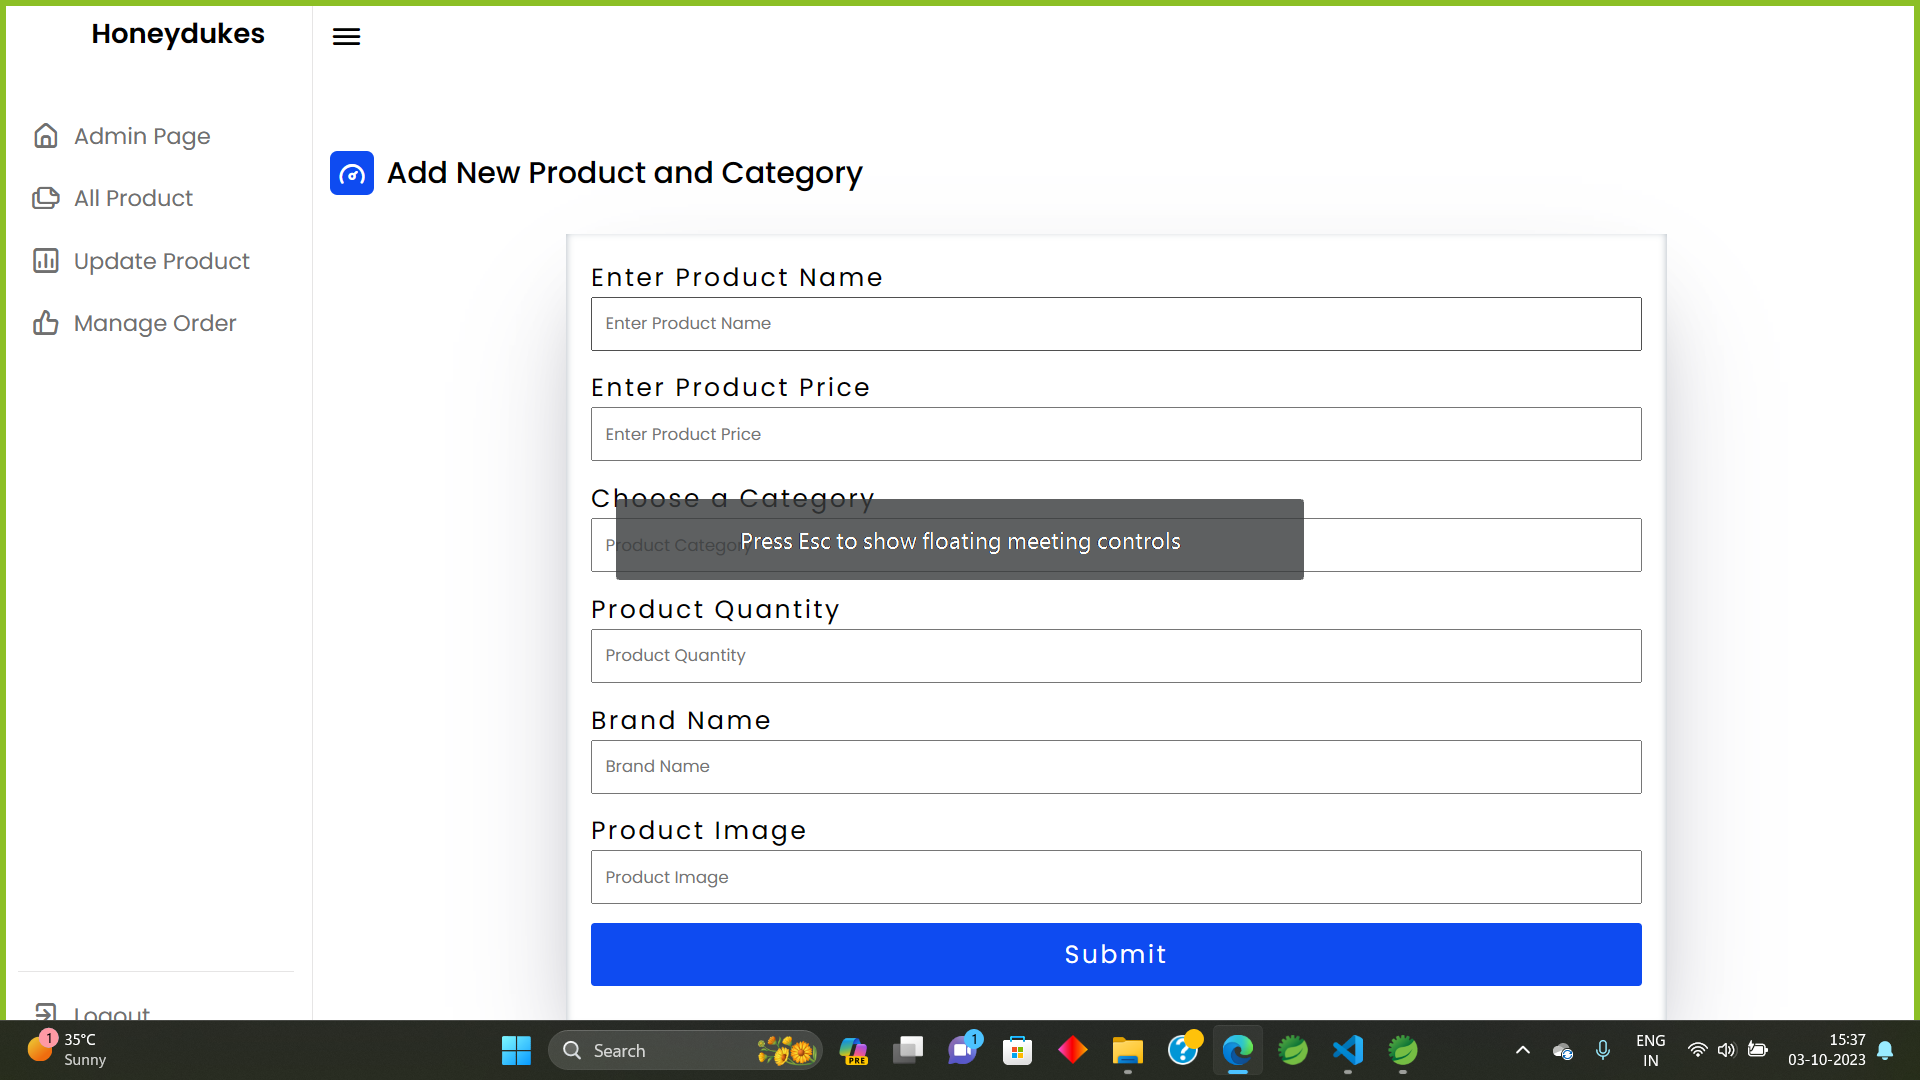 Honeydukes
Admin Page
All Product
Update Product
Manage Order
Logout
Add New Product and Category
Enter Product Name
Enter Product Name
Enter Product Price
Enter Product Price
Choose a Category
Product Category
Press Esc to show floating meeting controls
Product Quantity
Product Quantity
Brand Name
Brand Name
Product Image
Product Image
Submit
1
35°C
Sunny
Search
PRE
1
ENG
IN
15:37
03-10-2023